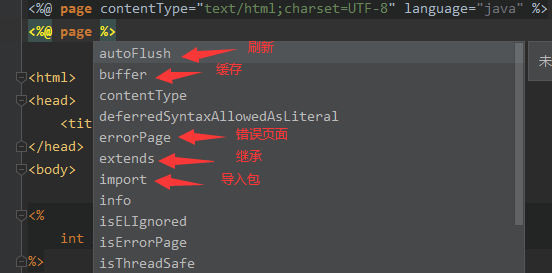 <%@ page contentType="text/html;charset=UTF-8" language="java" %>
<%@ page %>
autoFlush 刷新
未
buffer 缓存
<html>
contentType
<head>
deferredSyntaxAllowedAsLiteral
<tit
errorPage 错误页面
</head>
extends 继承
<body>
import 导入包
info
<%
isELIgnored
int
isErrorPage
%>
isThreadSafe